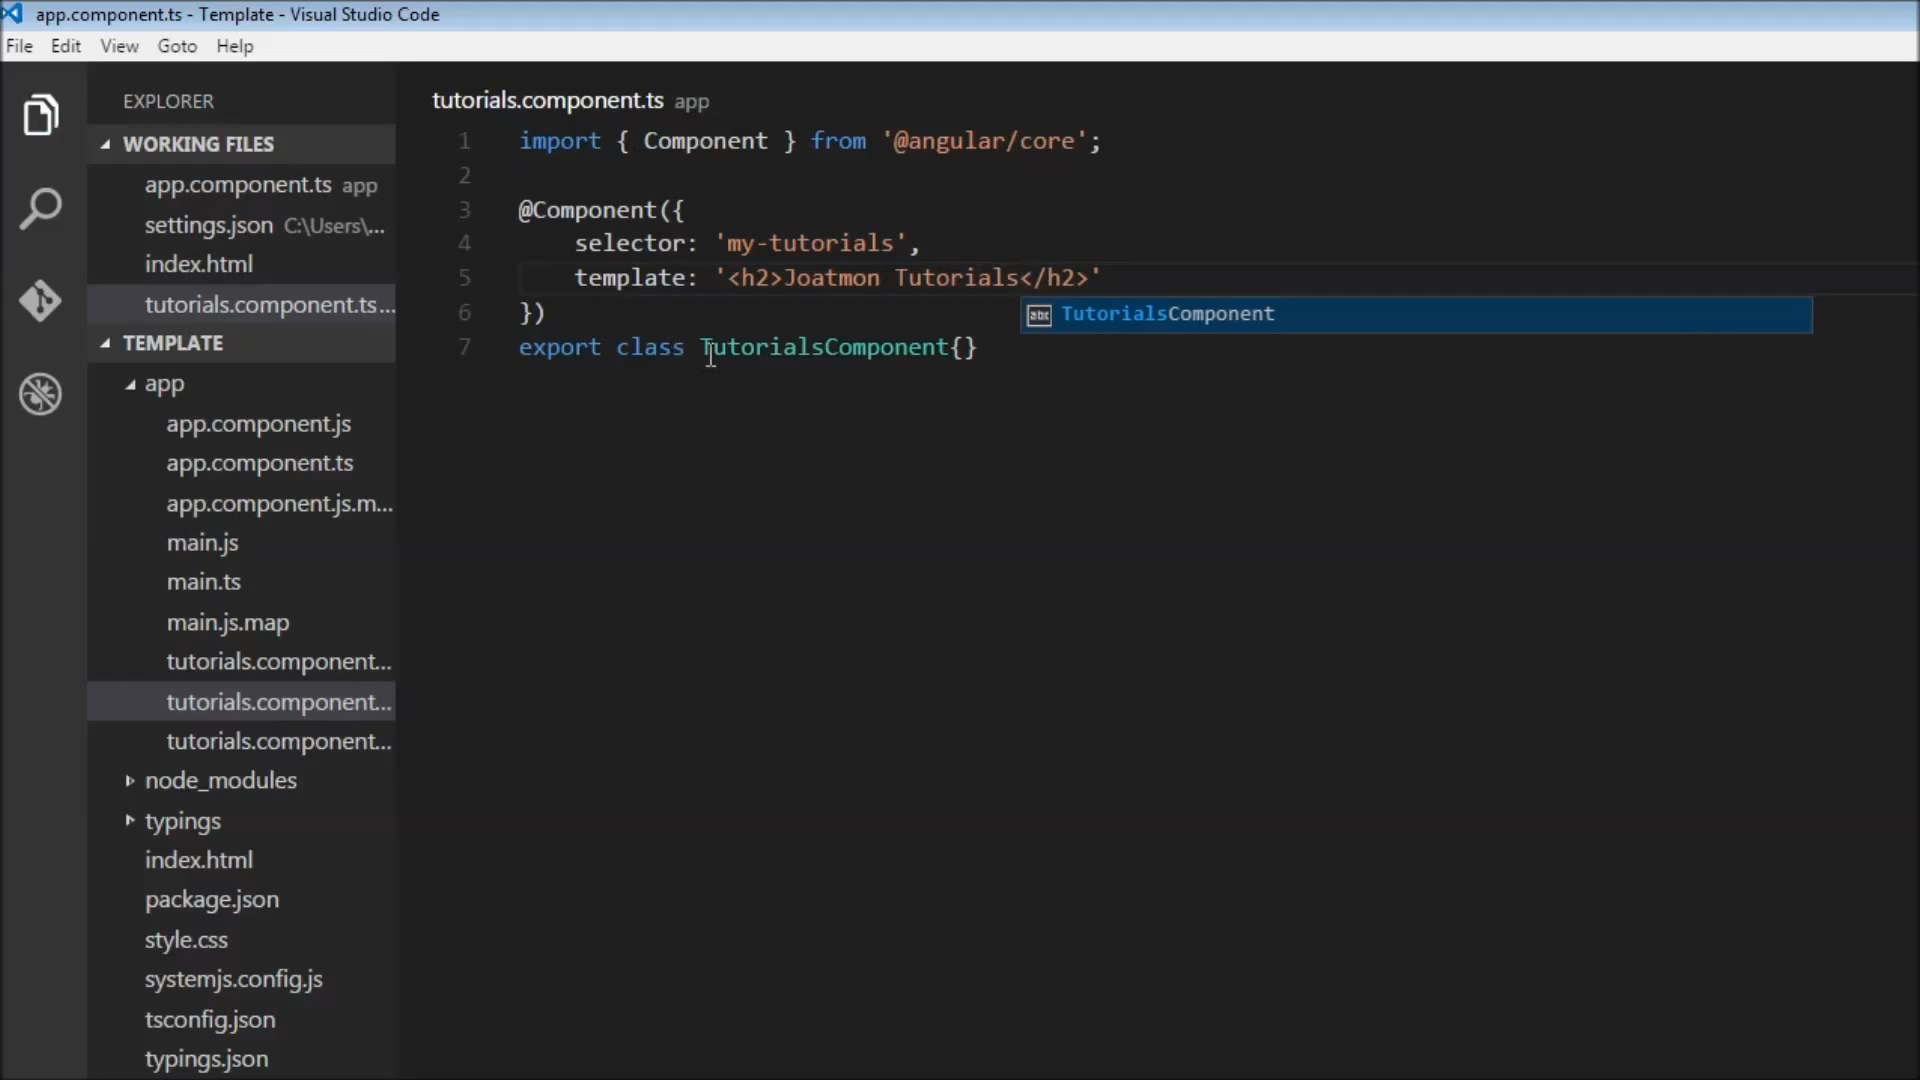 app.component.ts - Template - Visual Studio Code
File Edit View Goto Help
EXPLORER
WORKING FILES
app.component.ts app
settings.json C:\Users\...
index.html
tutorials.component.ts...
TEMPLATE
app
app.component.js
app.component.ts
app.component.js.m...
main.js
main.ts
main.js.map
tutorials.component...
tutorials.component...
tutorials.component...
node_modules
typings
index.html
package.json
style.css
systemjs.config.js
tsconfig.json
typings.json
tutorials.component.ts app
1 import { Component } from '@angular/core';
2
3 @Component({
4 selector: 'my-tutorials',
5 template: '<h2>Joatmon Tutorials</h2>'
6 })
abc TutorialsComponent
7 export class TutorialsComponent{}